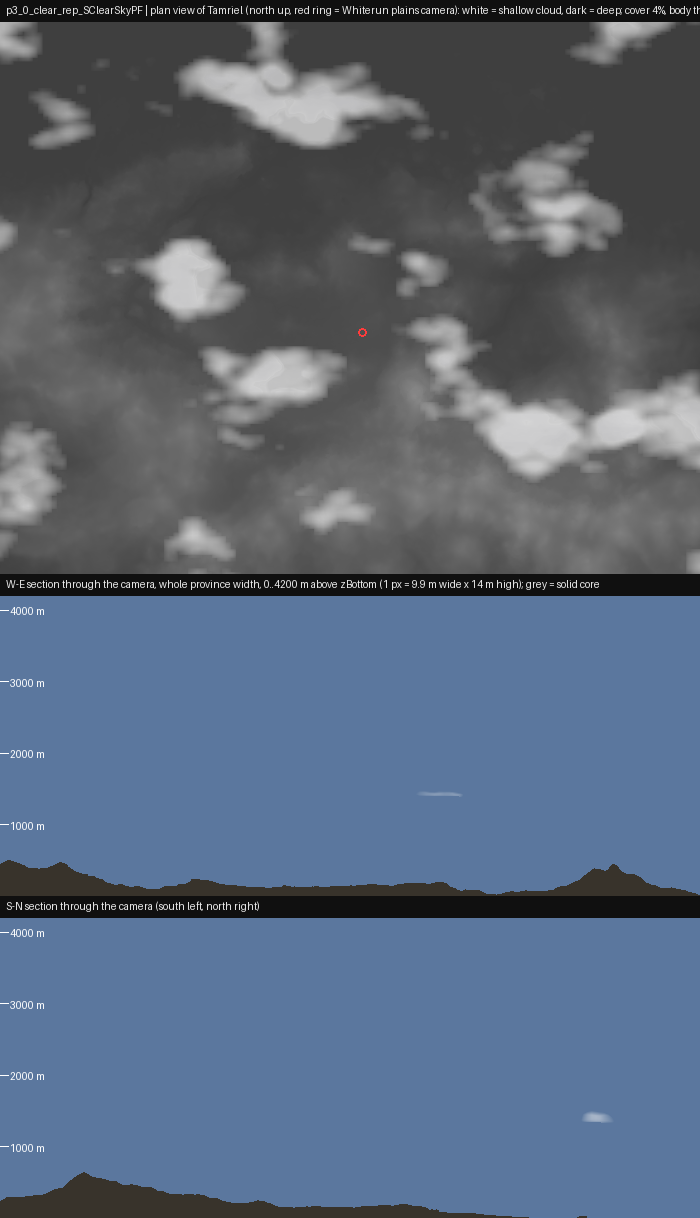 p3_0_clear_rep_SClearSkyPF | plan view of Tamriel (north up, red ring = Whiterun plains camera): white = shallow cloud, dark = deep; cover 4%, body th
W-E section through the camera, whole province width, 0..4200 m above zBottom (1 px = 9.9 m wide x 14 m high); grey = solid core
4000 m
3000 m
2000 m
1000 m
S-N section through the camera (south left, north right)
4000 m
3000 m
2000 m
1000 m